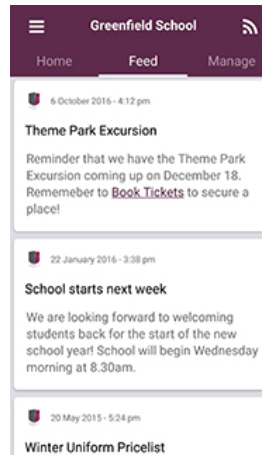 Greenfield School
Home Feed Manage
6 October 2016 - 4:12 pm
Theme Park Excursion
Reminder that we have the Theme Park
Excursion coming up on December 18.
Rememeber to Book Tickets to secure a
place!
22 January 2016 - 3:38 pm
School starts next week
We are looking forward to welcoming
students back for the start of the new
school year! School will begin Wednesday
morning at 8.30am.
20 May 2015 - 5:24 pm
Winter Uniform Pricelist